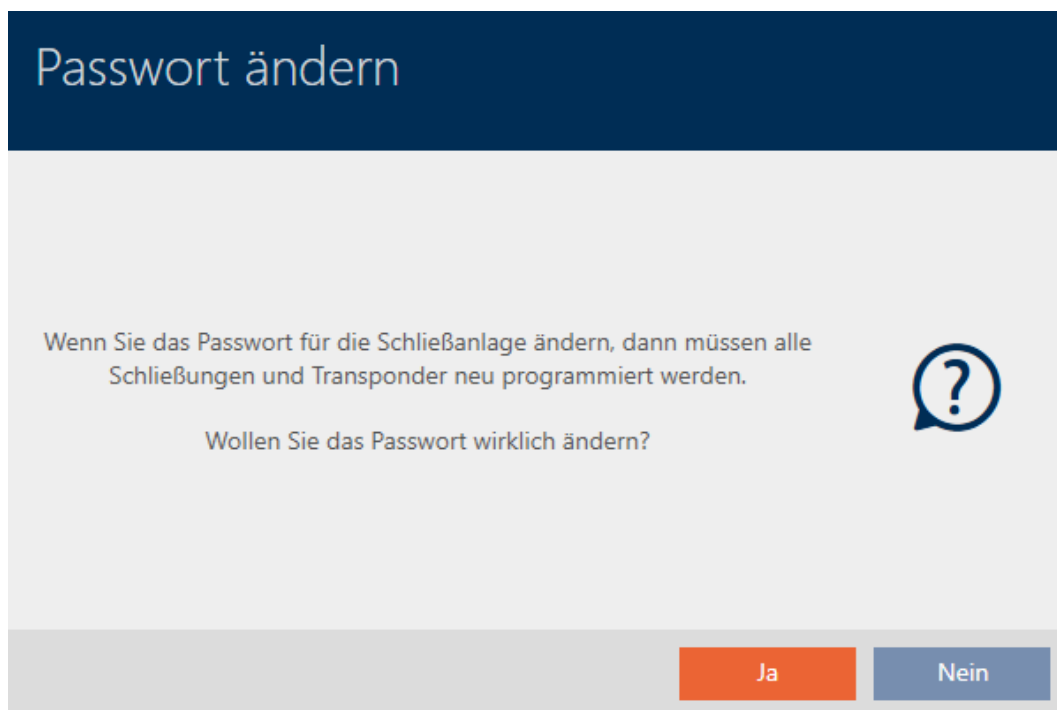 Passwort ändern
Wenn Sie das Passwort für die Schließanlage ändern, dann müssen alle
Schließungen und Transponder neu programmiert werden.
Wollen Sie das Passwort wirklich ändern?
?
Ja
Nein